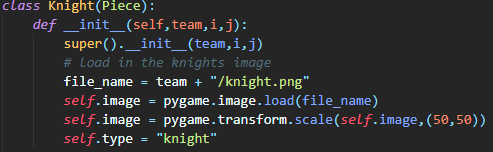 class Knight(Piece):
    def __init__(self,team,i,j):
        super().__init__(team,i,j)
        # load in the knights image
        file_name = team + "/knight.png"
        self.image = pygame.image.load(file_name)
        self.image = pygame.transform.scale(self.image,(50,50))
        self.type = "knight"